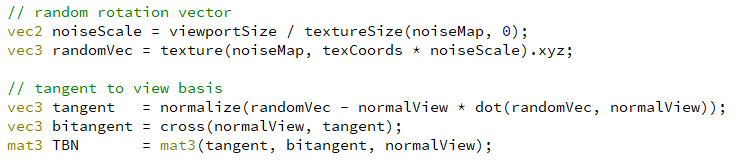 // random rotation vector
vec2 noiseScale = viewportSize / textureSize(noiseMap, 0);
vec3 randomVec = texture(noiseMap, texCoords * noiseScale).xyz;

// tangent to view basis
vec3 tangent   = normalize(randomVec - normalView * dot(randomVec, normalView));
vec3 bitangent = cross(normalView, tangent);
mat3 TBN       = mat3(tangent, bitangent, normalView);